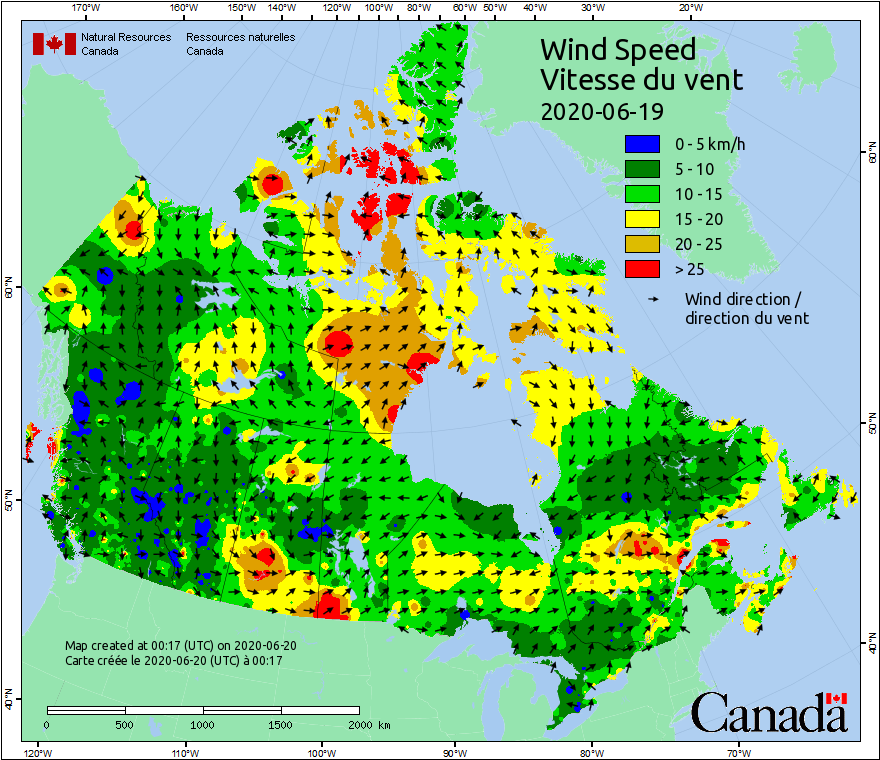 170°W 160°W 150°W 140°W 130°W 120°W 110°W 100°W 90°W 80°W 70°W 60°W 50°W 40°W 30°W 20°W
Natural Resources Ressources naturelles
Canada Canada
Wind Speed
Vitesse du vent
2020-06-19
0 - 5 km/h
5 - 10
10 - 15
15 - 20
20 - 25
> 25
Wind direction /
direction du vent
60°N 60°N
50°N 50°N
40°N 40°N
Map created at 00:17 (UTC) on 2020-06-20
Carte créée le 2020-06-20 (UTC) à 00:17
0 500 1000 1500 2000 km
Canada
120°W 110°W 100°W 90°W 80°W 70°W